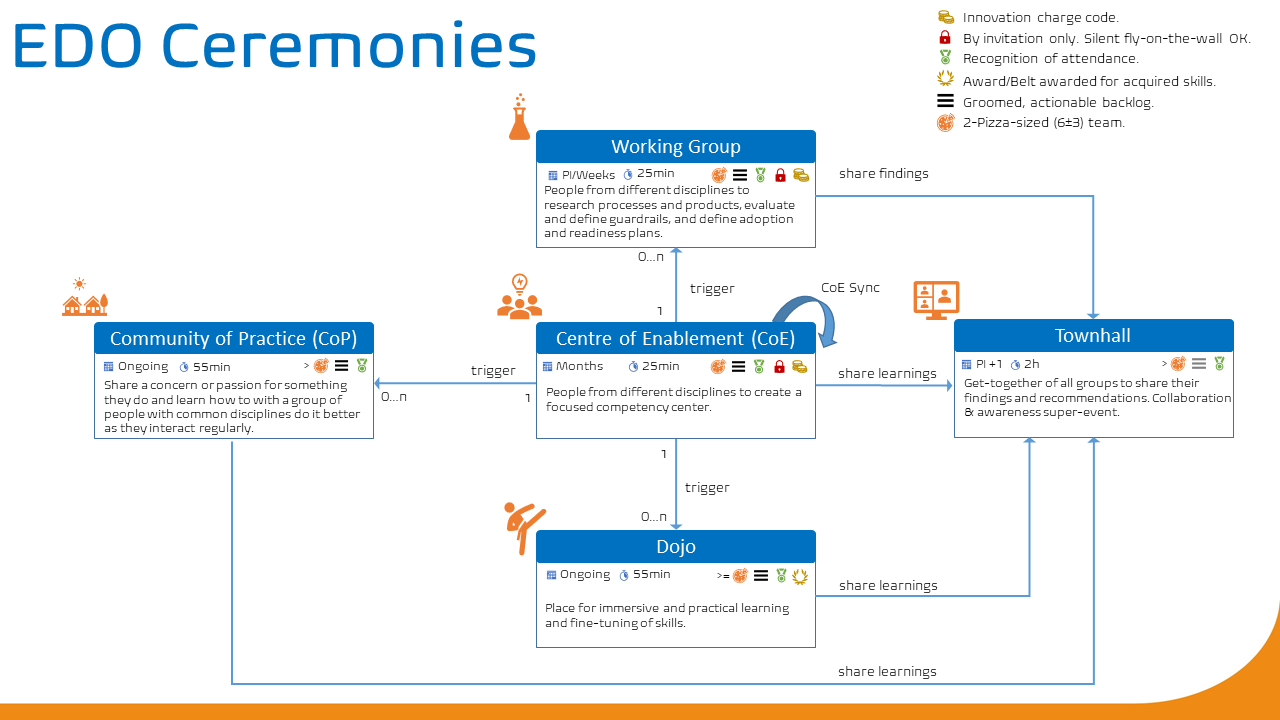 EDO Ceremonies
Innovation charge code.
By invitation only. Silent fly-on-the-wall OK.
Recognition of attendance.
Award/Belt awarded for acquired skills.
Groomed, actionable backlog.
2-Pizza-sized (6±3) team.
Working Group
PI/Weeks 25min
People from different disciplines to
research processes and products, evaluate
and define guardrails, and define adoption
and readiness plans.
share findings
0...n
trigger
1
CoE Sync
Community of Practice (CoP)
Ongoing 55min >
Share a concern or passion for something
they do and learn how to with a group of
people with common disciplines do it better
as they interact regularly.
trigger
0...n
1
Centre of Enablement (CoE)
Months 25min
People from different disciplines to create a
focused competency center.
share learnings
Townhall
PI +1 2h >
Get-together of all groups to share their
findings and recommendations. Collaboration
& awareness super-event.
1
trigger
0...n
Dojo
Ongoing 55min >=
Place for immersive and practical learning
and fine-tuning of skills.
share learnings
share learnings